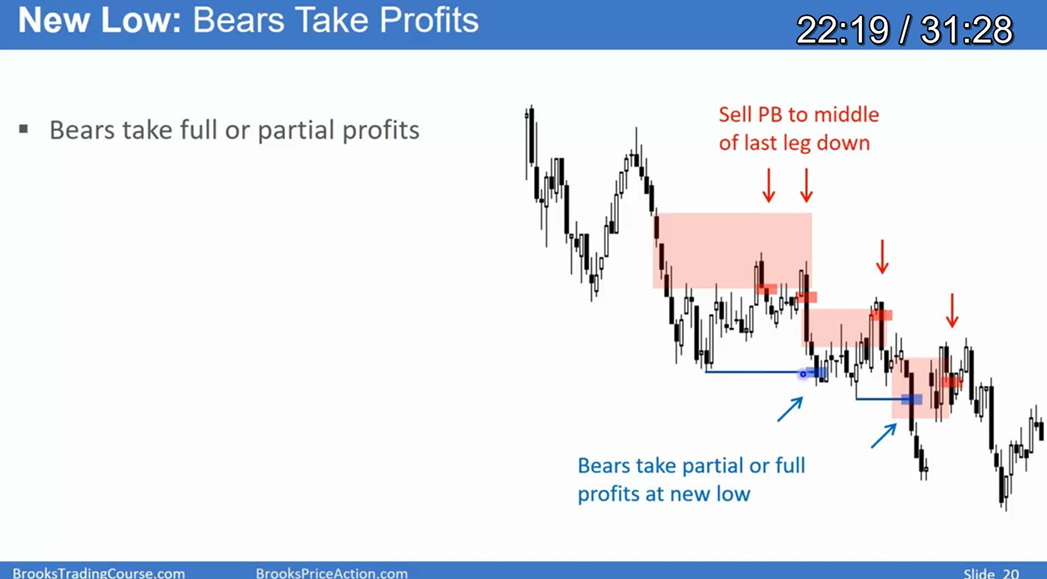 New Low: Bears Take Profits
22:19 / 31:28
▪ Bears take full or partial profits
Sell PB to middle
of last leg down
Bears take partial or full
profits at new low
BrooksTradingCourse.com
BrooksPriceAction.com
Slide 20